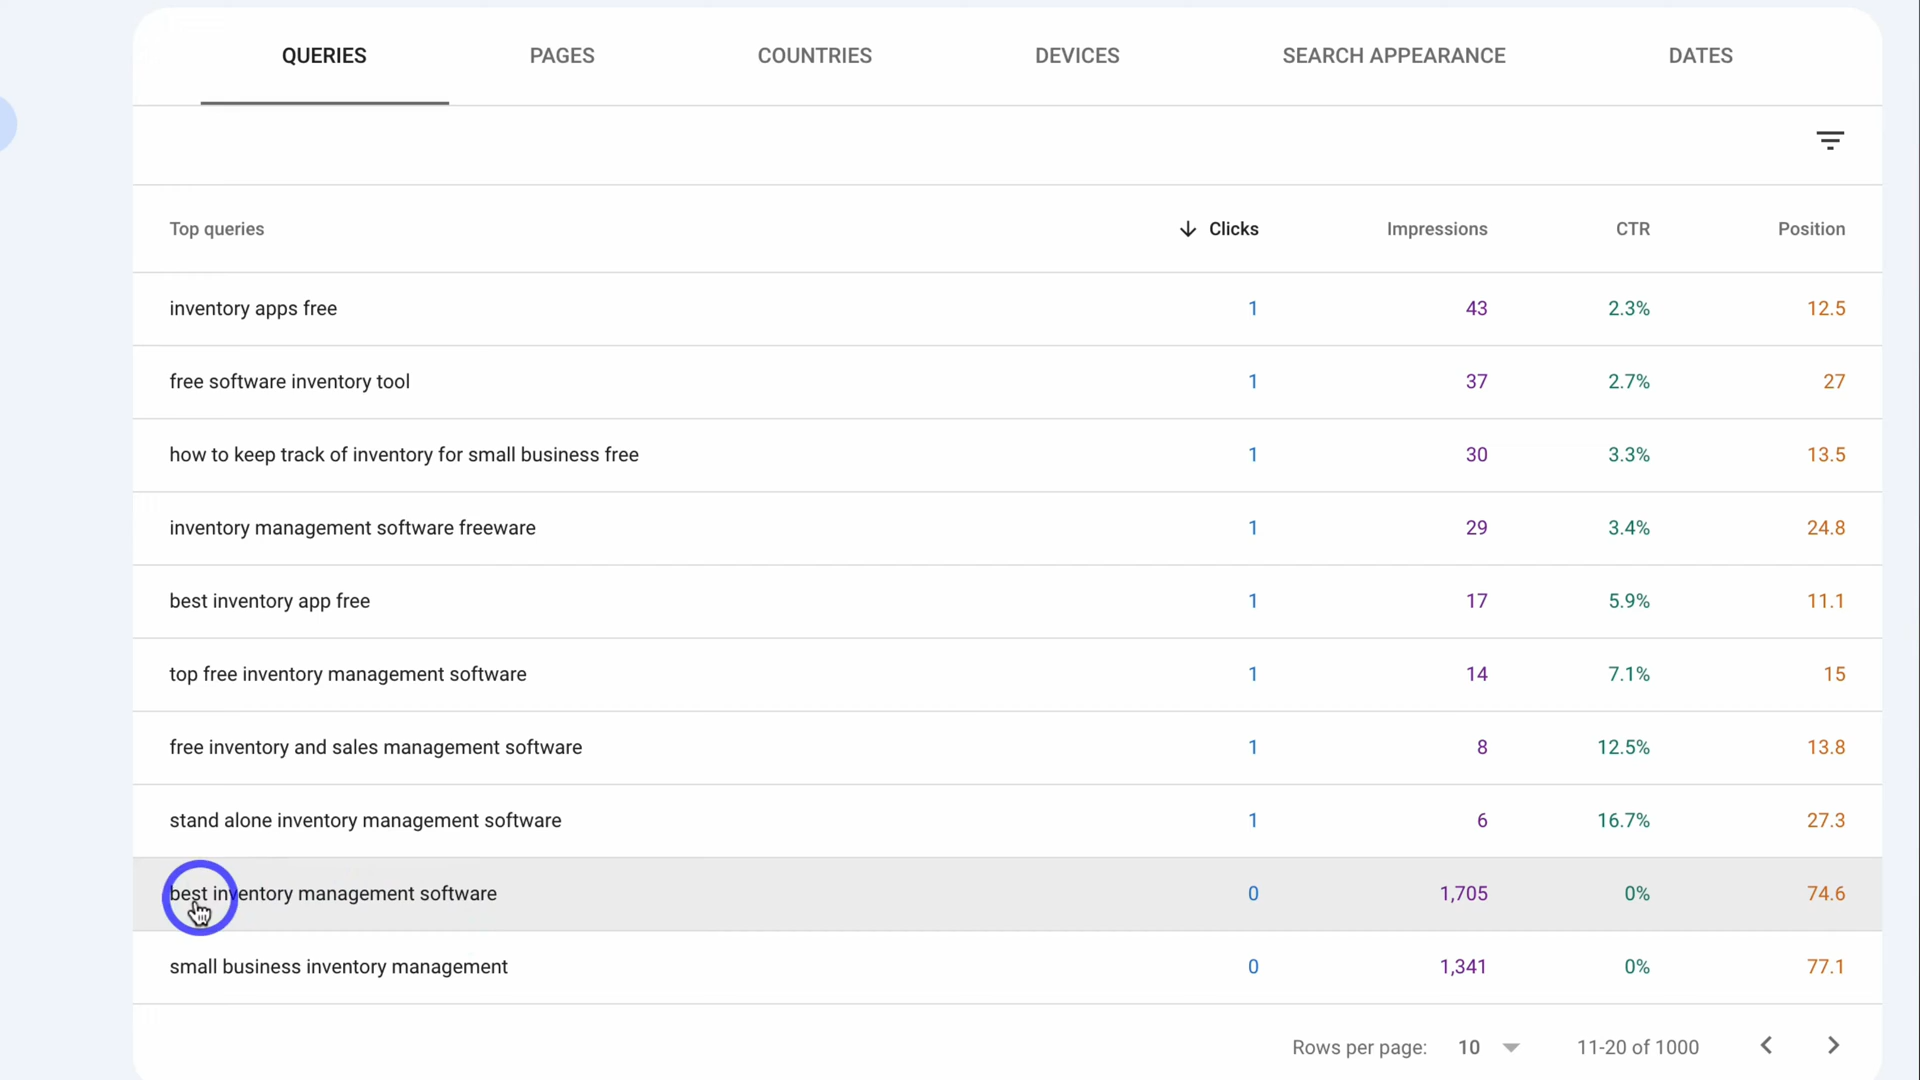 QUERIES PAGES COUNTRIES DEVICES SEARCH APPEARANCE DATES
Top queries Clicks Impressions CTR Position
inventory apps free 1 43 2.3% 12.5
free software inventory tool 1 37 2.7% 27
how to keep track of inventory for small business free 1 30 3.3% 13.5
inventory management software freeware 1 29 3.4% 24.8
best inventory app free 1 17 5.9% 11.1
top free inventory management software 1 14 7.1% 15
free inventory and sales management software 1 8 12.5% 13.8
stand alone inventory management software 1 6 16.7% 27.3
best inventory management software 0 1,705 0% 74.6
small business inventory management 0 1,341 0% 77.1
Rows per page: 10 11-20 of 1000